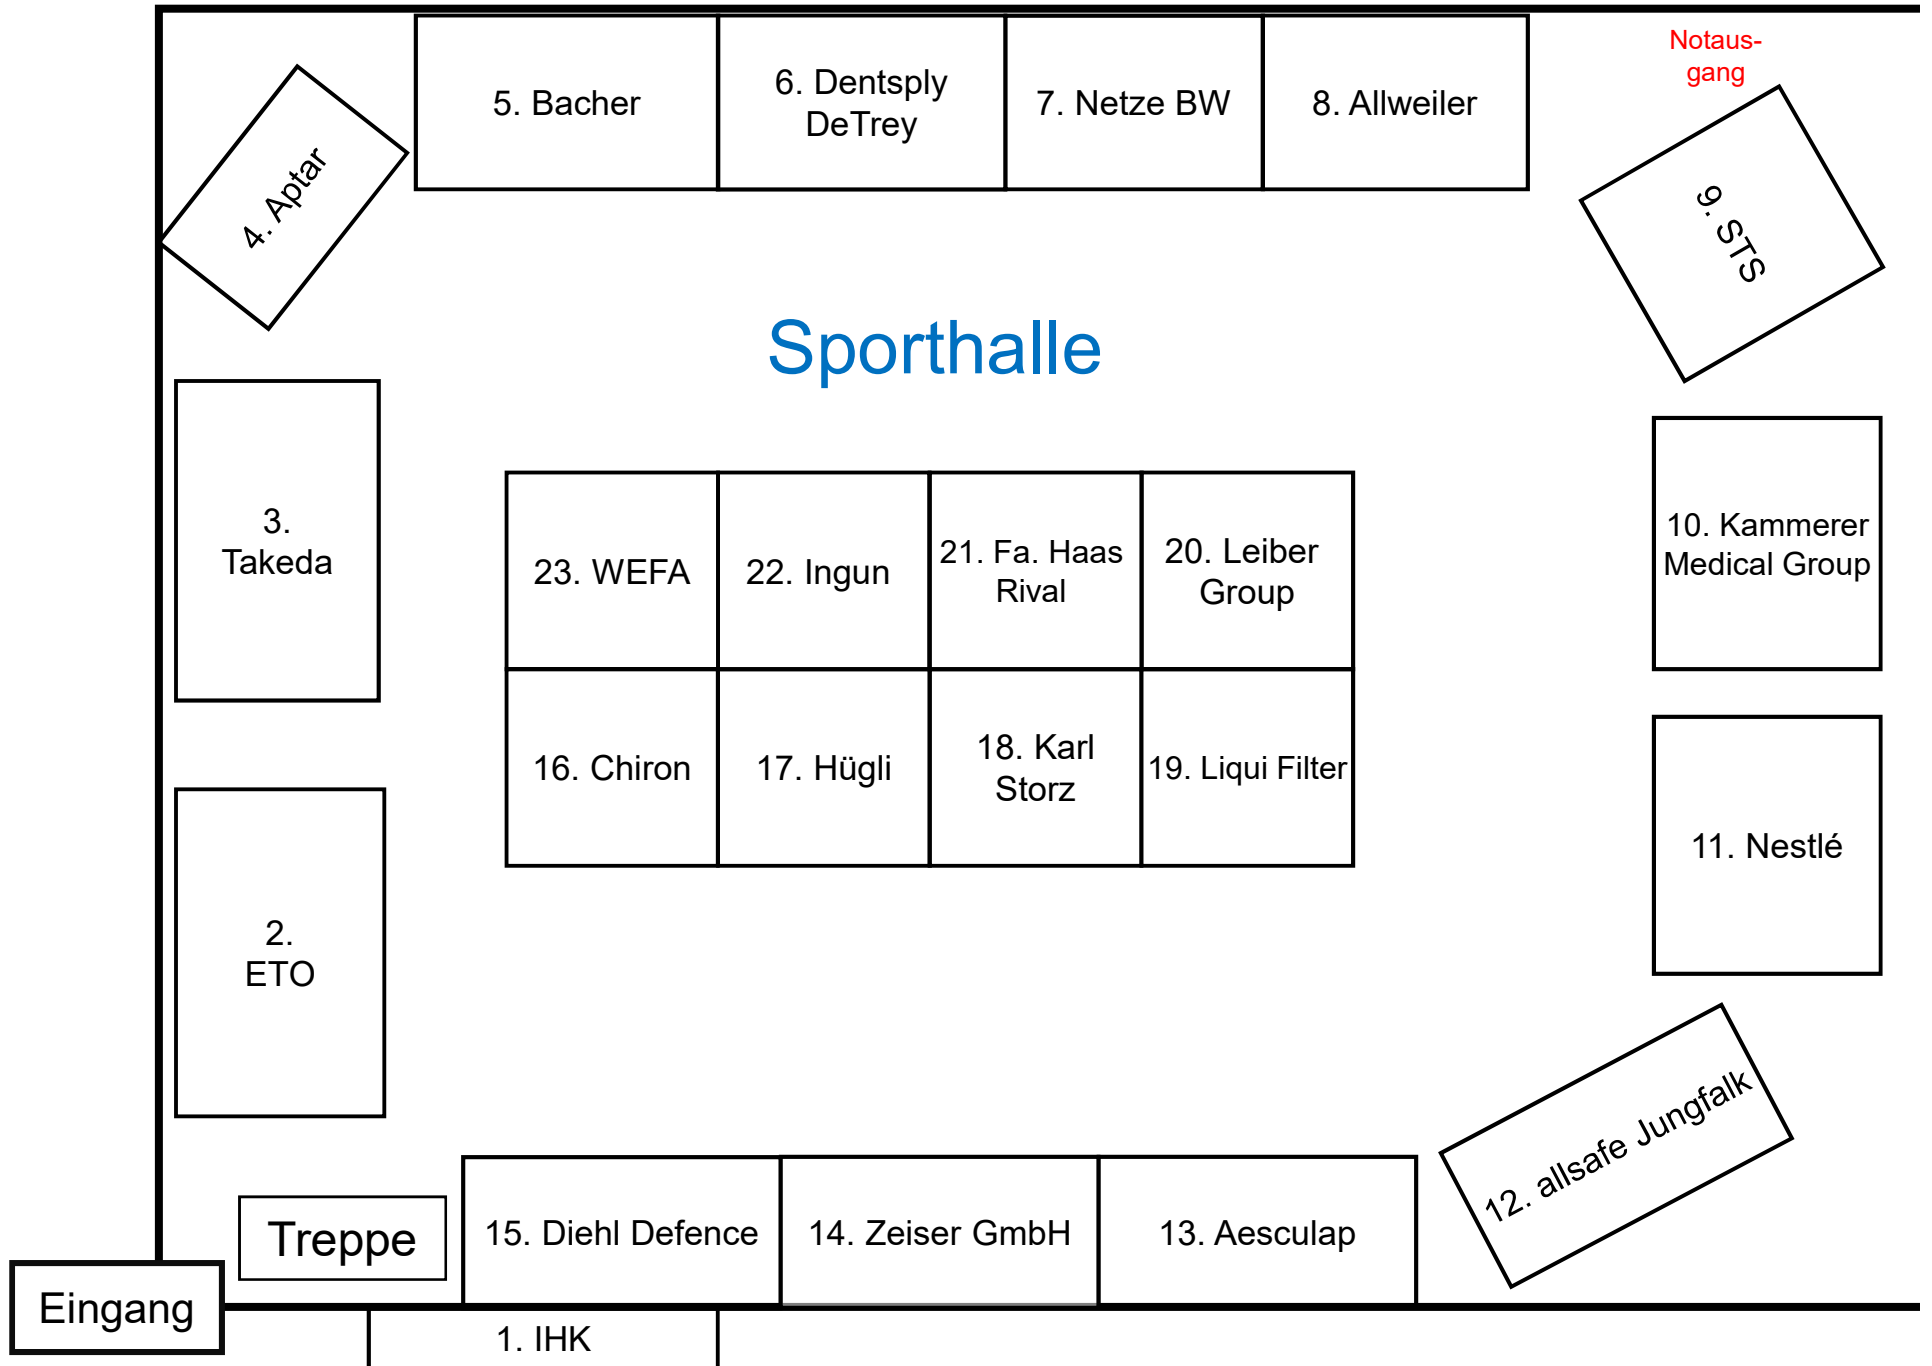 Notaus-
gang
5. Bacher
6. Dentsply
DeTrey
7. Netze BW
8. Allweiler
4. Aptar
9. STS
Sporthalle
3.
Takeda
23. WEFA
22. Ingun
21. Fa. Haas
Rival
20. Leiber
Group
10. Kammerer
Medical Group
16. Chiron
17. Hügli
18. Karl
Storz
19. Liqui Filter
11. Nestlé
2.
ETO
12. allsafe Jungfalk
Treppe
15. Diehl Defence
14. Zeiser GmbH
13. Aesculap
Eingang
1. IHK